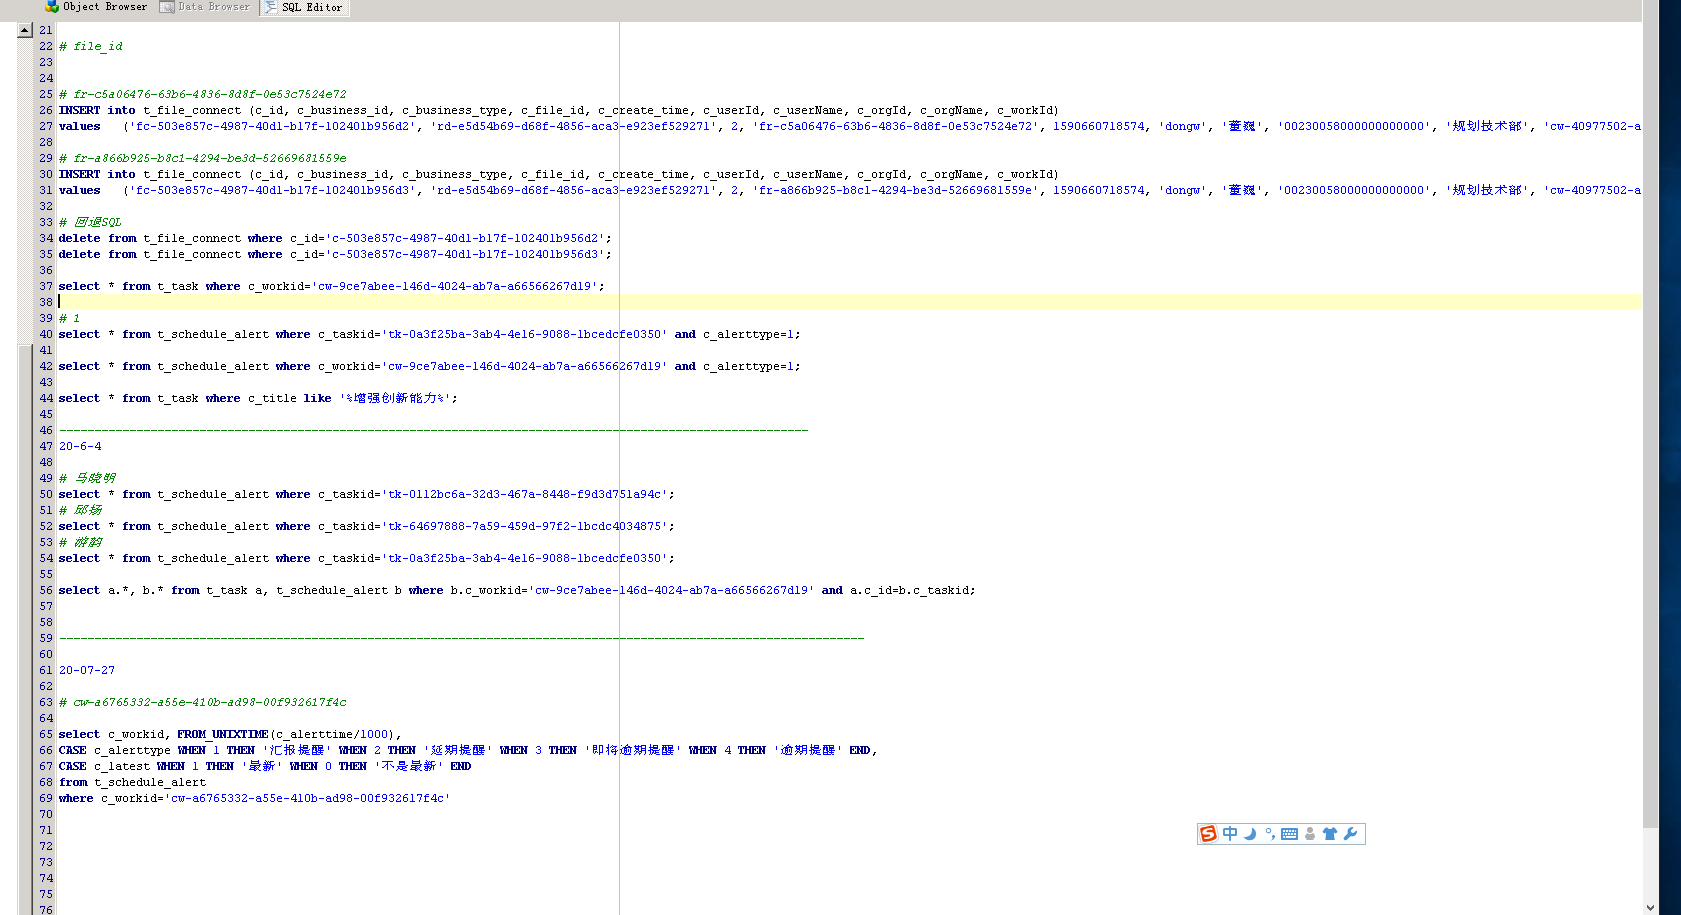 Object Browser Data Browser SQL Editor
21
22 # file_id
23
24
25 # fr-c5a06476-63b6-4836-8d8f-0e53c7524e72
26 INSERT into t_file_connect (c_id, c_business_id, c_business_type, c_file_id, c_create_time, c_userId, c_userName, c_orgId, c_orgName, c_workId)
27 values ('fc-503e857c-4987-40d1-b17f-102401b956d2', 'rd-e5d54b69-d68f-4856-aca3-e923ef529271', 2, 'fr-c5a06476-63b6-4836-8d8f-0e53c7524e72', 1590660718574, 'dongw', '董巍', '00230058000000000000', '规划技术部', 'cw-40977502-a
28
29 # fr-a866b925-b8c1-4294-be3d-52669681559e
30 INSERT into t_file_connect (c_id, c_business_id, c_business_type, c_file_id, c_create_time, c_userId, c_userName, c_orgId, c_orgName, c_workId)
31 values ('fc-503e857c-4987-40d1-b17f-102401b956d3', 'rd-e5d54b69-d68f-4856-aca3-e923ef529271', 2, 'fr-a866b925-b8c1-4294-be3d-52669681559e', 1590660718574, 'dongw', '董巍', '00230058000000000000', '规划技术部', 'cw-40977502-a
32
33 # 回退SQL
34 delete from t_file_connect where c_id='c-503e857c-4987-40d1-b17f-102401b956d2';
35 delete from t_file_connect where c_id='c-503e857c-4987-40d1-b17f-102401b956d3';
36
37 select * from t_task where c_workid='cw-9ce7abee-146d-4024-ab7a-a66566267d19';
38
39 # 1
40 select * from t_schedule_alert where c_taskid='tk-0a3f25ba-3ab4-4e16-9088-1bcedcfe0350' and c_alerttype=1;
41
42 select * from t_schedule_alert where c_workid='cw-9ce7abee-146d-4024-ab7a-a66566267d19' and c_alerttype=1;
43
44 select * from t_task where c_title like '%增强创新能力%';
45
46 -----------------------------------------------------------------------------------------------------------
47 20-6-4
48
49 # 马晓明
50 select * from t_schedule_alert where c_taskid='tk-0112bc6a-32d3-467a-8448-f9d3d751a94c';
51 # 邱杨
52 select * from t_schedule_alert where c_taskid='tk-64697888-7a59-459d-97f2-1bcdc4034875';
53 #
54 select * from t_schedule_alert where c_taskid='tk-0a3f25ba-3ab4-4e16-9088-1bcedcfe0350';
55
56 select a.*, b.* from t_task a, t_schedule_alert b where b.c_workid='cw-9ce7abee-146d-4024-ab7a-a66566267d19' and a.c_id=b.c_taskid;
57
58
59 -------------------------------------------------------------------------------------------------------------------
60
61 20-07-27
62
63 # cw-a6765332-a55e-410b-ad98-00f932617f4c
64
65 select c_workid, FROM_UNIXTIME(c_alerttime/1000),
66 CASE c_alerttype WHEN 1 THEN '汇报提醒' WHEN 2 THEN '延期提醒' WHEN 3 THEN '即将逾期提醒' WHEN 4 THEN '逾期提醒' END,
67 CASE c_latest WHEN 1 THEN '最新' WHEN 0 THEN '不是最新' END
68 from t_schedule_alert
69 where c_workid='cw-a6765332-a55e-410b-ad98-00f932617f4c'
70
71
72
73
74
75
76
中